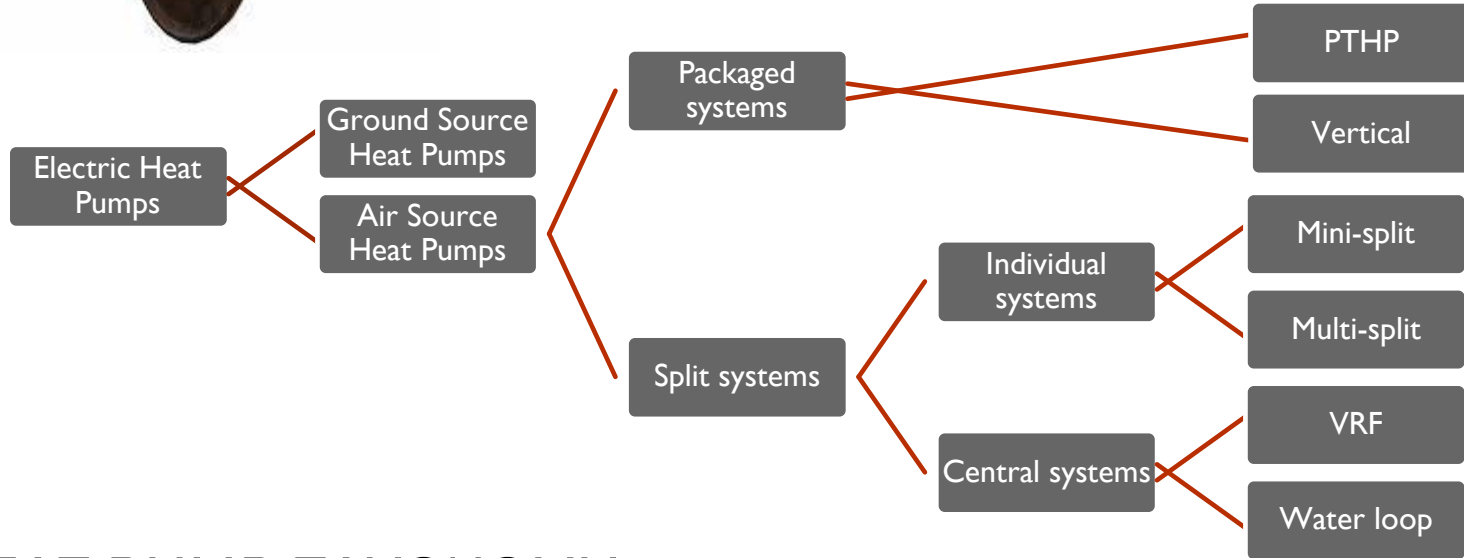 Electric Heat
Pumps
Ground Source
Heat Pumps
Air Source
Heat Pumps
Packaged
systems
Split systems
Individual
systems
Central systems
PTHP
Vertical
Mini-split
Multi-split
VRF
Water loop